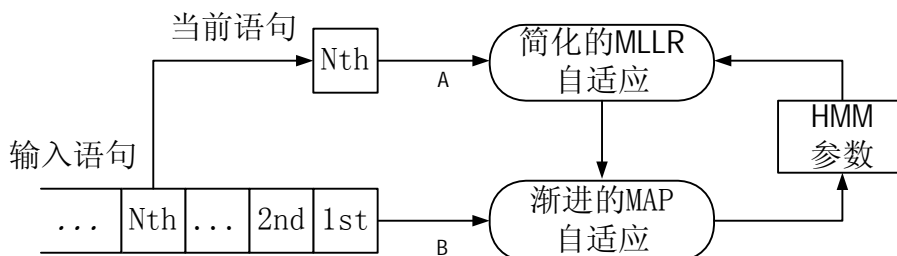 当前语句
Nth
A
简化的MLLR
自适应
HMM
参数
输入语句
... Nth ... 2nd 1st
B
渐进的MAP
自适应